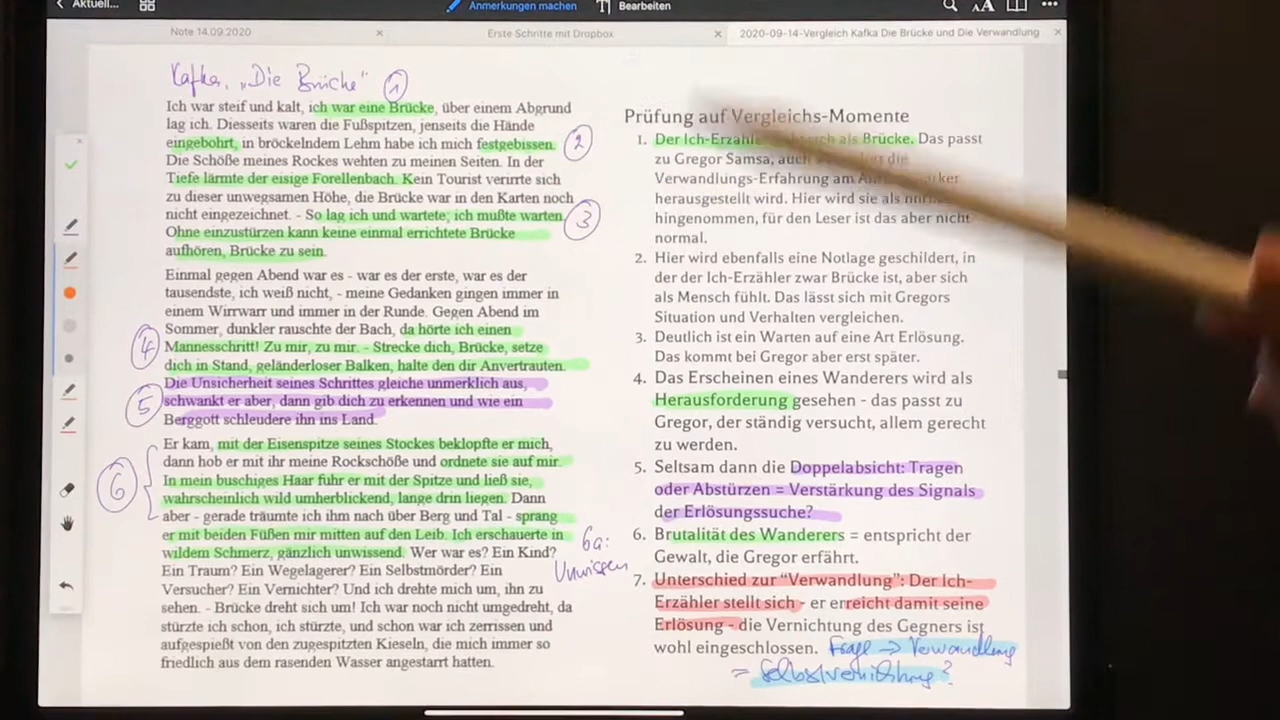 Aktuell...
Anmerkungen machen
Bearbeiten
AA
Note 14.09.2020
Erste Schritte mit Dropbox
2020-09-14-Vergleich Kafka Die Brücke und Die Verwandlung
Kafka, „Die Brücke“ 1
Ich war steif und kalt, ich war eine Brücke, über einem Abgrund
lag ich. Diesseits waren die Fußspitzen, jenseits die Hände
eingebohrt, in bröckelndem Lehm habe ich mich festgebissen.
2
Die Schöße meines Rockes wehten zu meinen Seiten. In der
Tiefe lärmte der eisige Forellenbach. Kein Tourist verirrte sich
zu dieser unwegsamen Höhe, die Brücke war in den Karten noch
nicht eingezeichnet. - So lag ich und wartete; ich mußte warten.
3
Ohne einzustürzen kann keine einmal errichtete Brücke
aufhören, Brücke zu sein.
Einmal gegen Abend war es - war es der erste, war es der
tausendste, ich weiß nicht, - meine Gedanken gingen immer in
einem Wirrwarr und immer in der Runde. Gegen Abend im
Sommer, dunkler rauschte der Bach, da hörte ich einen
4
Mannesschritt! Zu mir, zu mir. - Strecke dich, Brücke, setze
dich in Stand, geländerloser Balken, halte den dir Anvertrauten.
Die Unsicherheit seines Schrittes gleiche unmerklich aus,
5
schwankt er aber, dann gib dich zu erkennen und wie ein
Berggott schleudere ihn ins Land.
Er kam, mit der Eisenspitze seines Stockes beklopfte er mich,
dann hob er mit ihr meine Rockschöße und ordnete sie auf mir.
6
In mein buschiges Haar fuhr er mit der Spitze und ließ sie,
wahrscheinlich wild umherblickend, lange drin liegen. Dann
aber - gerade träumte ich ihm nach über Berg und Tal - sprang
er mit beiden Füßen mir mitten auf den Leib. Ich erschauerte in
wildem Schmerz, gänzlich unwissend. Wer war es? Ein Kind?
6a:
Unwissen
Ein Traum? Ein Wegelagerer? Ein Selbstmörder? Ein
Versucher? Ein Vernichter? Und ich drehte mich um, ihn zu
sehen. - Brücke dreht sich um! Ich war noch nicht umgedreht, da
stürzte ich schon, ich stürzte, und schon war ich zerrissen und
aufgespießt von den zugespitzten Kieseln, die mich immer so
friedlich aus dem rasenden Wasser angestarrt hatten.
Prüfung auf Vergleichs-Momente
1. Der Ich-Erzähl als Brücke. Das passt
zu Gregor Samsa, auch die
Verwandlungs-Erfahrung am
herausgestellt wird. Hier wird sie als
hingenommen, für den Leser ist das aber nicht
normal.
2. Hier wird ebenfalls eine Notlage geschildert, in
der der Ich-Erzähler zwar Brücke ist, aber sich
als Mensch fühlt. Das lässt sich mit Gregors
Situation und Verhalten vergleichen.
3. Deutlich ist ein Warten auf eine Art Erlösung.
Das kommt bei Gregor aber erst später.
4. Das Erscheinen eines Wanderers wird als
Herausforderung gesehen - das passt zu
Gregor, der ständig versucht, allem gerecht
zu werden.
5. Seltsam dann die Doppelabsicht: Tragen
oder Abstürzen = Verstärkung des Signals
der Erlösungssuche?
6. Brutalität des Wanderers = entspricht der
Gewalt, die Gregor erfährt.
7. Unterschied zur "Verwandlung": Der Ich-
Erzähler stellt sich - er erreicht damit seine
Erlösung - die Vernichtung des Gegners ist
wohl eingeschlossen. Frage → Verwandlung
= Selbstvernichtung?